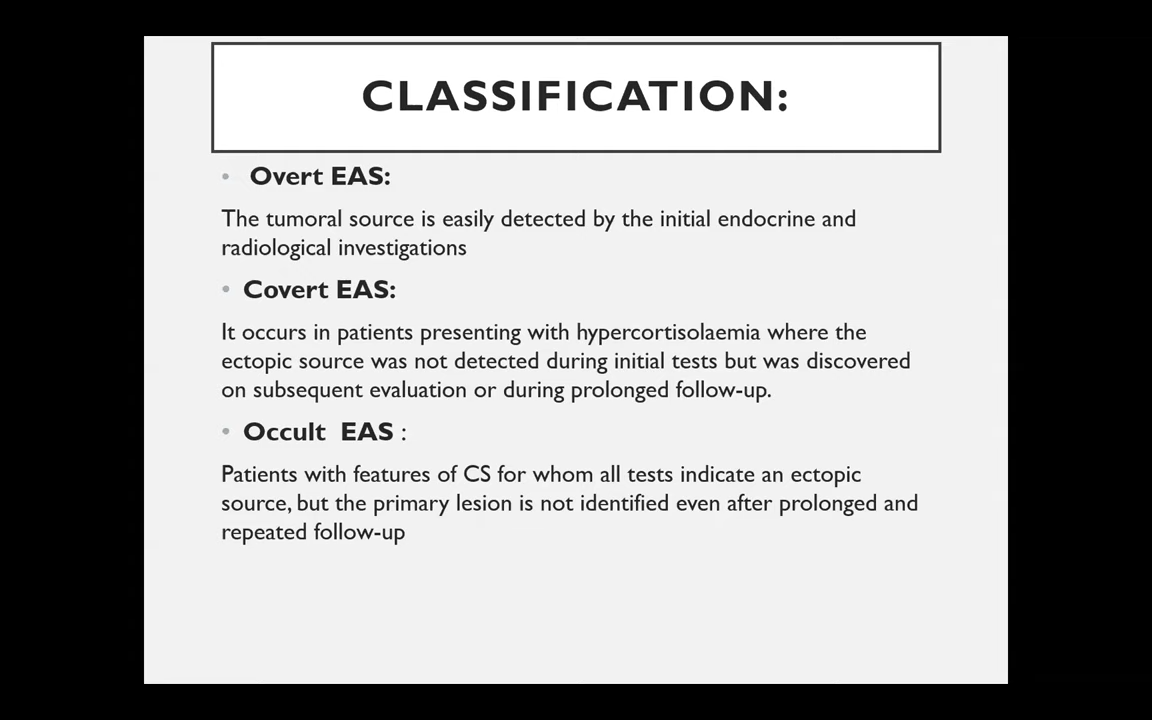 CLASSIFICATION:
• Overt EAS:
The tumoral source is easily detected by the initial endocrine and
radiological investigations
• Covert EAS:
It occurs in patients presenting with hypercortisolaemia where the
ectopic source was not detected during initial tests but was discovered
on subsequent evaluation or during prolonged follow-up.
• Occult  EAS :
Patients with features of CS for whom all tests indicate an ectopic
source, but the primary lesion is not identified even after prolonged and
repeated follow-up